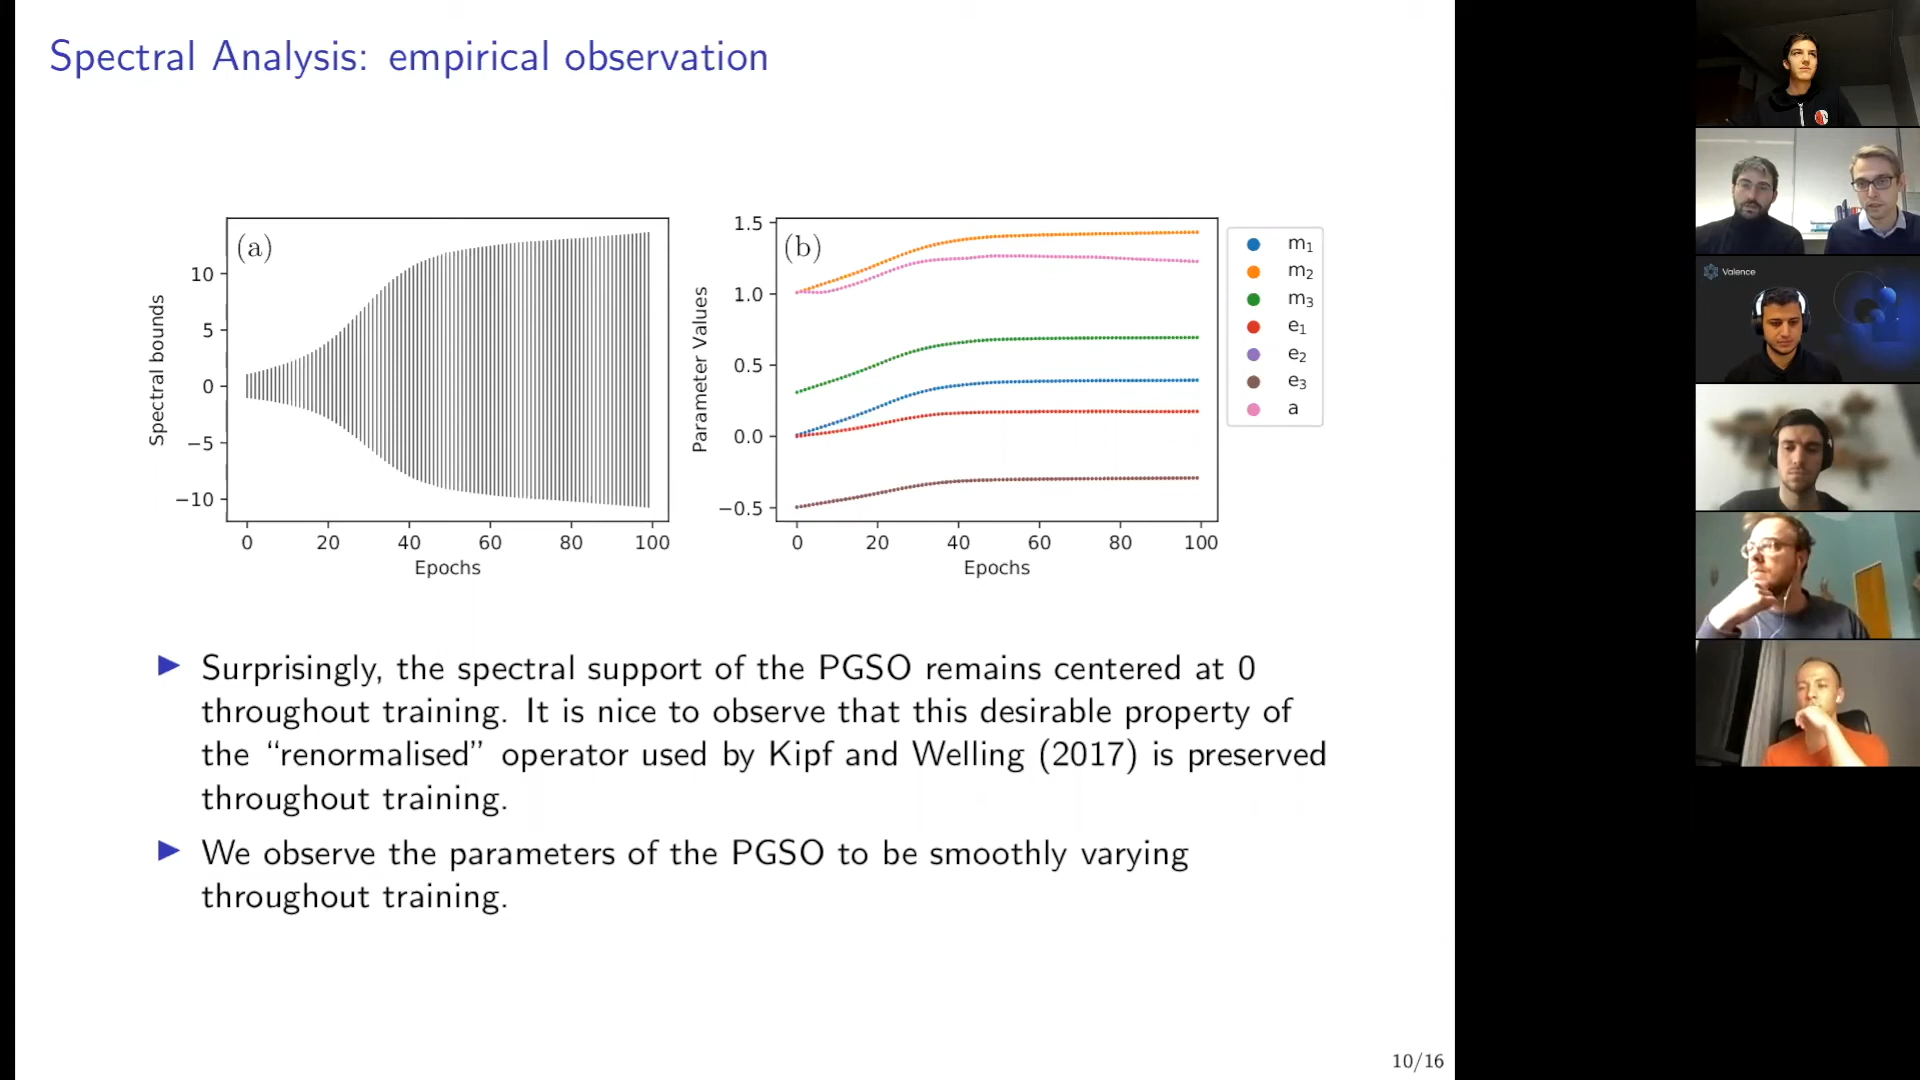 Spectral Analysis: empirical observation
(a)
10
5
0
−5
−10
Spectral bounds
0 20 40 60 80 100
Epochs
(b)
1.5
1.0
0.5
0.0
−0.5
Parameter Values
0 20 40 60 80 100
Epochs
m₁
m₂
m₃
e₁
e₂
e₃
a
▶ Surprisingly, the spectral support of the PGSO remains centered at 0
throughout training. It is nice to observe that this desirable property of
the “renormalised” operator used by Kipf and Welling (2017) is preserved
throughout training.
▶ We observe the parameters of the PGSO to be smoothly varying
throughout training.
10/16
Valence